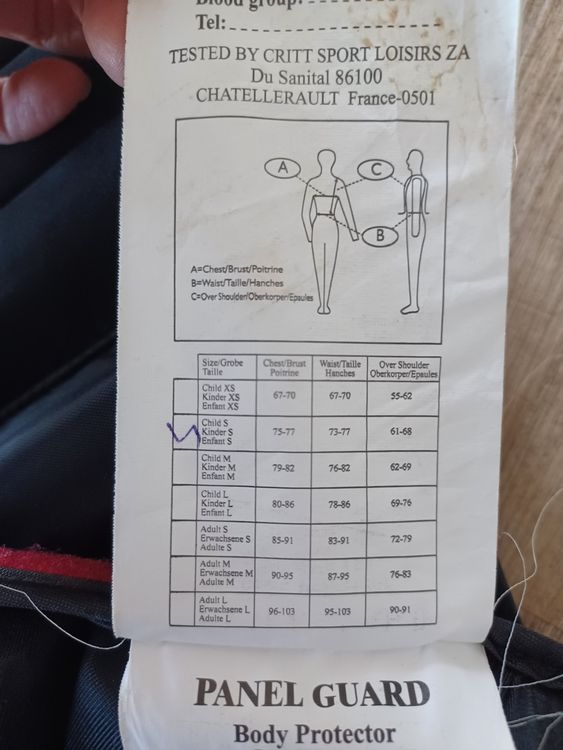 Blood group:
Tel:
TESTED BY CRITT SPORT LOISIRS ZA
Du Sanital 86100
CHATELLERAULT France-0501
A
C
B
A=Chest/Brust/Poitrine
B=Waist/Taille/Hanches
C=Over Shoulder/Oberkorper/Epaules
Size/Grobe Chest/Brust Waist/Taille Over Shoulder
Taille Poitrine Hanches Oberkorper/Epaules
Child XS
Kinder XS 67-70 67-70 55-62
Enfant XS
Child S
Kinder S 75-77 73-77 61-68
Enfant S
Child M
Kinder M 79-82 76-82 62-69
Enfant M
Child L
Kinder L 80-86 78-86 69-76
Enfant L
Adult S
Erwachsene S 85-91 83-91 72-79
Adulte S
Adult M
Erwachsene M 90-95 87-95 76-83
Adulte M
Adult L
Erwachsene L 96-103 95-103 90-91
Adulte L
PANEL GUARD
Body Protector